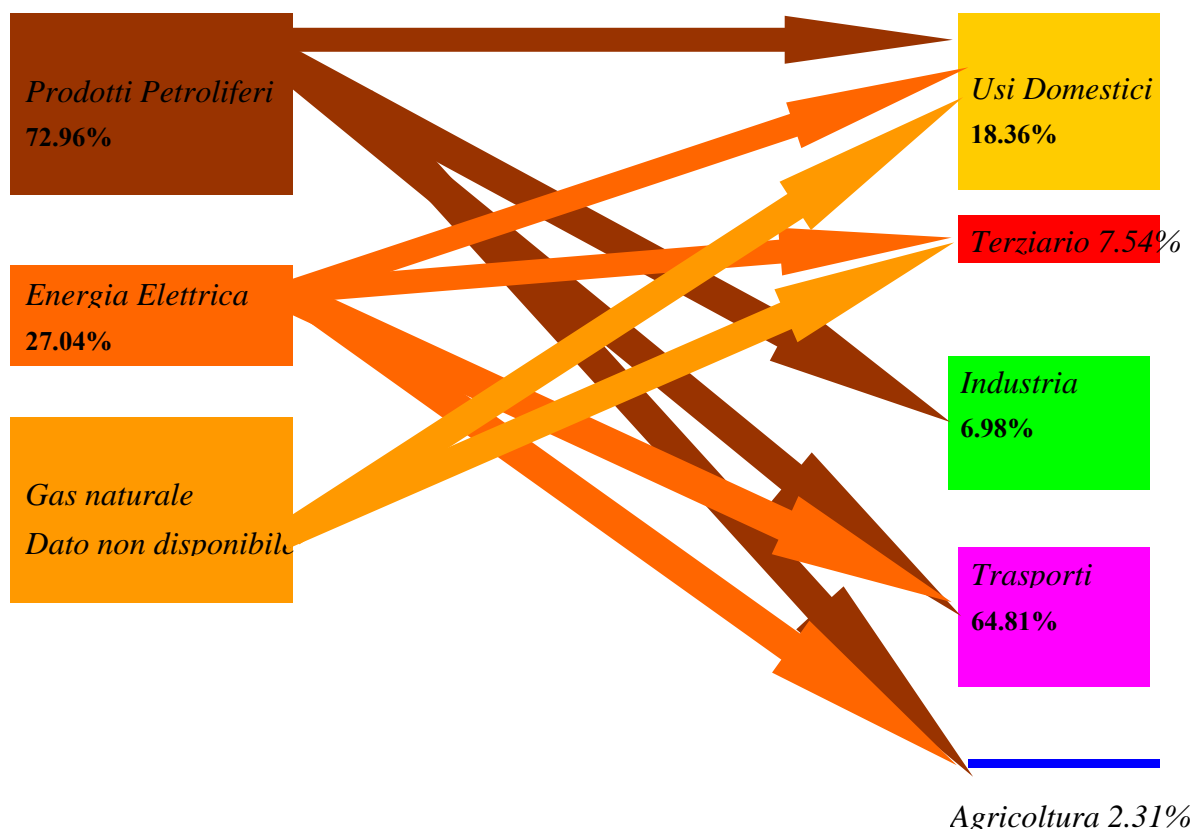 Prodotti Petroliferi
72.96%
Energia Elettrica
27.04%
Gas naturale
Dato non disponibile
Usi Domestici
18.36%
Terziario 7.54%
Industria
6.98%
Trasporti
64.81%
Agricoltura 2.31%